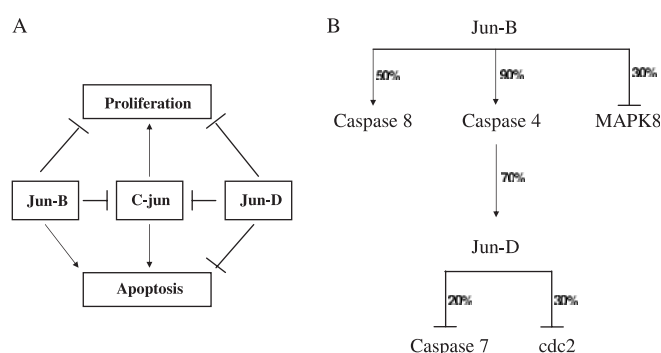 A
Proliferation
Jun-B
C-jun
Jun-D
Apoptosis
B
Jun-B
50%
90%
30%
Caspase 8
Caspase 4
MAPK8
70%
Jun-D
20%
30%
Caspase 7
cdc2